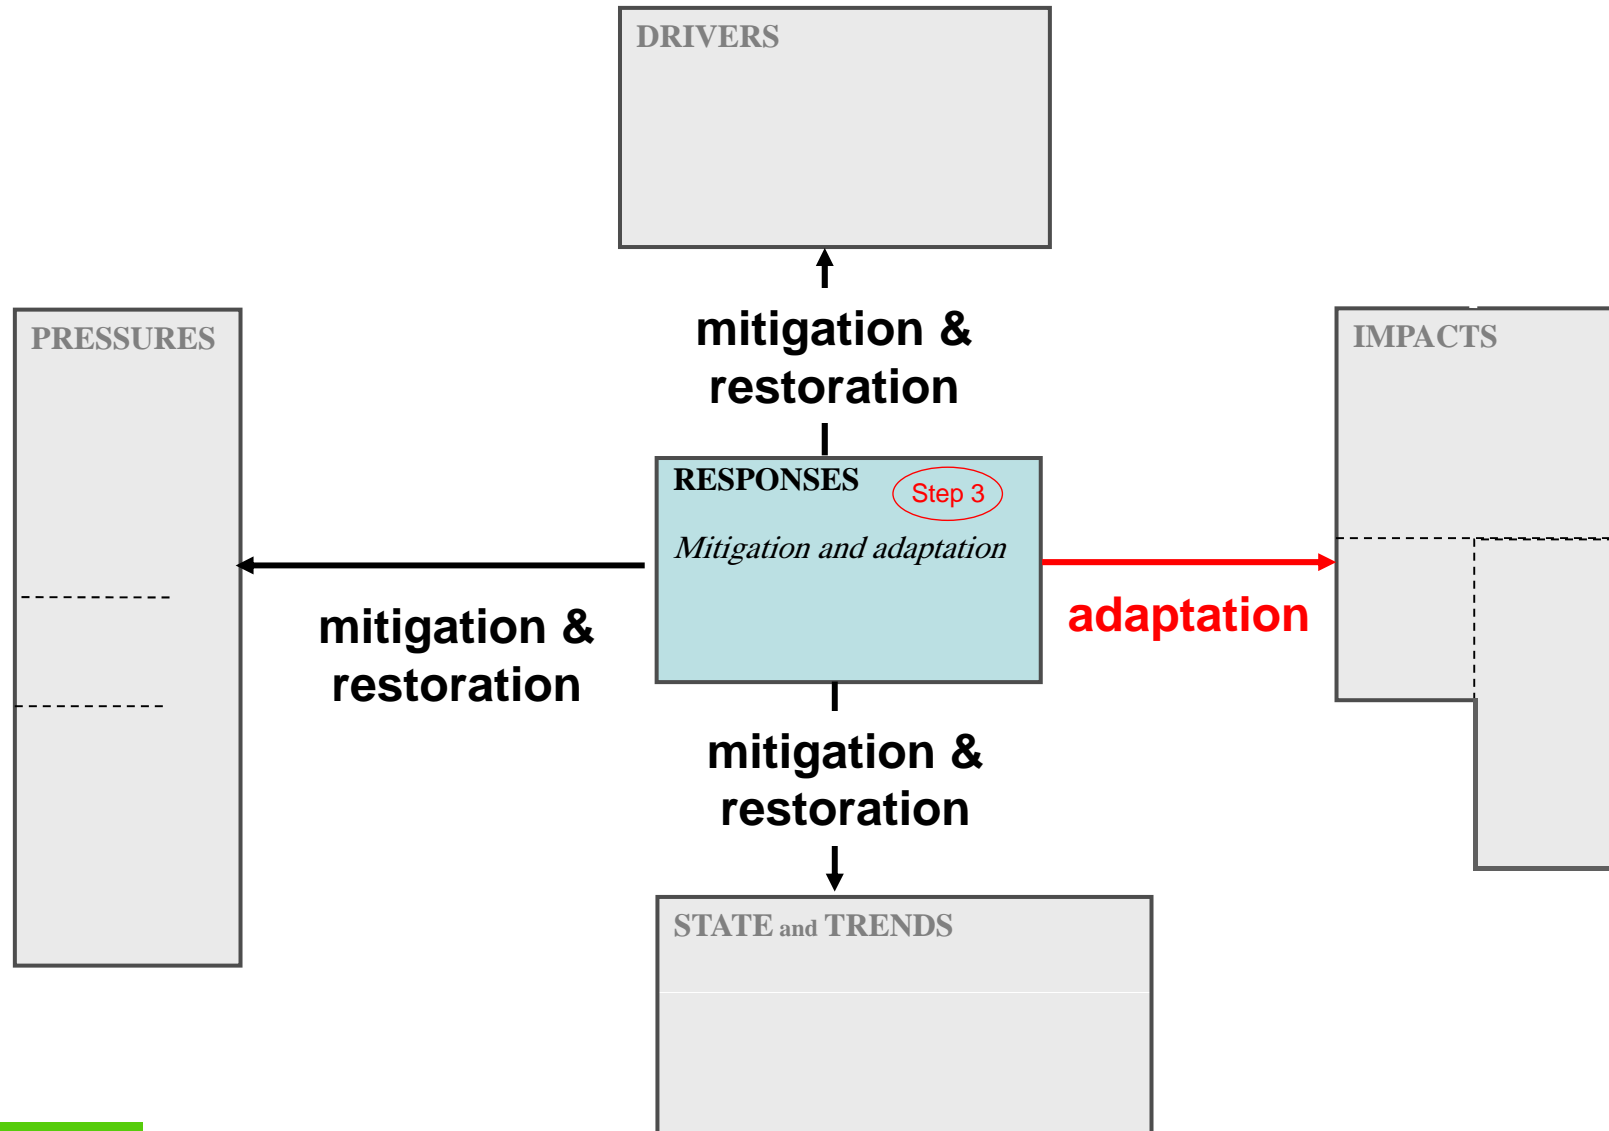 DRIVERS
mitigation &
restoration
PRESSURES
IMPACTS
RESPONSES
Step 3
Mitigation and adaptation
adaptation
mitigation &
restoration
mitigation &
restoration
STATE and TRENDS